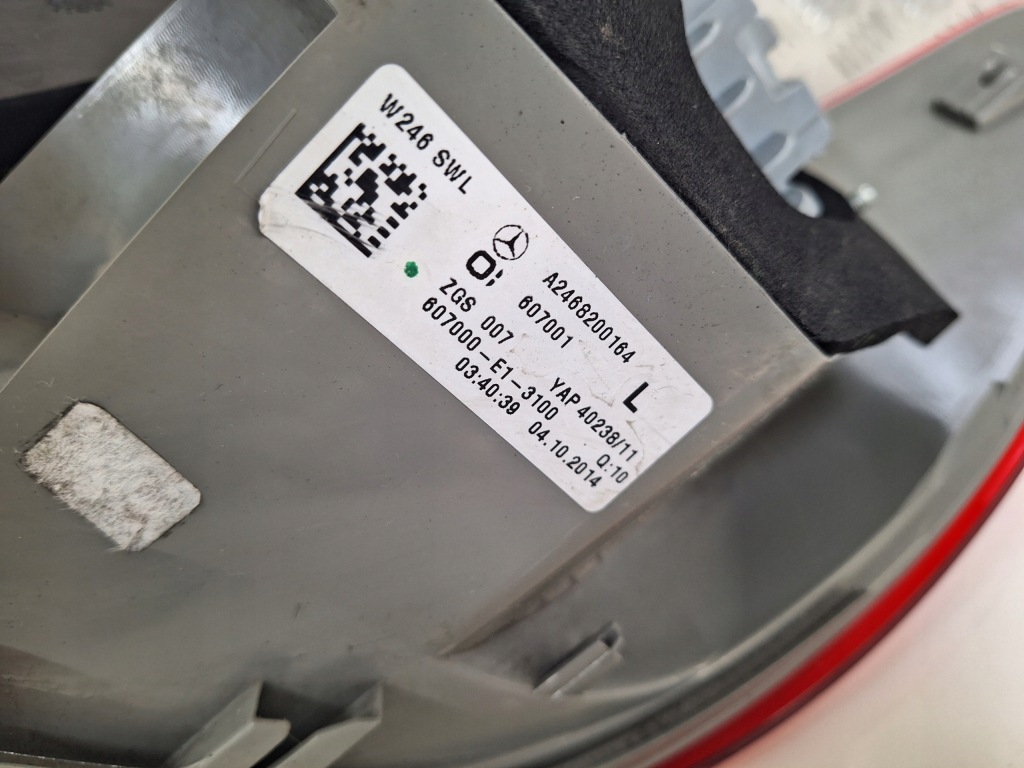 W246 SWL
A2468200164 L
607001
ZGS 007 YAP 40238/11
607000-E1-3100 Q:10
03:40:39 04.10.2014